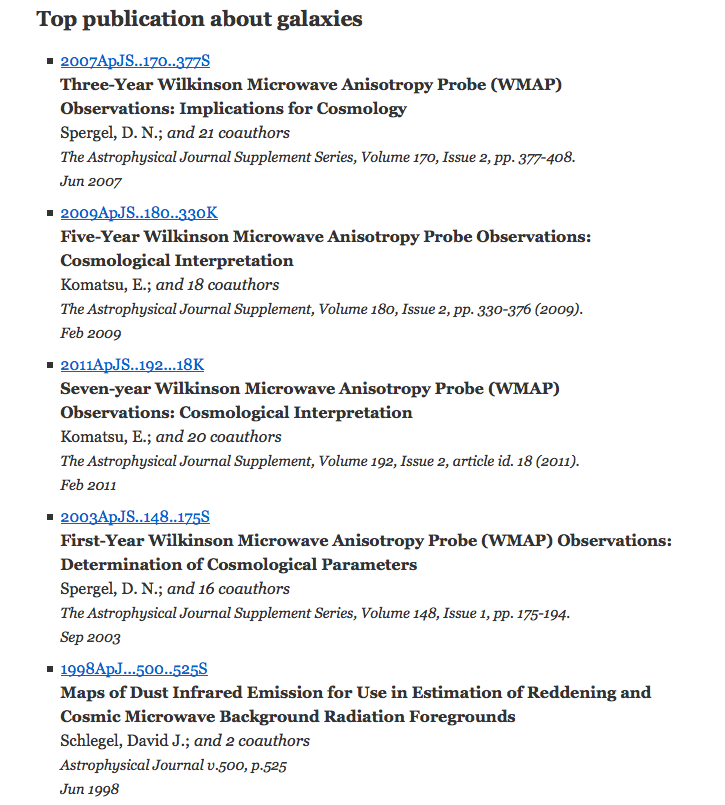 Top publication about galaxies
2007ApJS..170..377S
Three-Year Wilkinson Microwave Anisotropy Probe (WMAP)
Observations: Implications for Cosmology
Spergel, D. N.; and 21 coauthors
The Astrophysical Journal Supplement Series, Volume 170, Issue 2, pp. 377-408.
Jun 2007
2009ApJS..180..330K
Five-Year Wilkinson Microwave Anisotropy Probe Observations:
Cosmological Interpretation
Komatsu, E.; and 18 coauthors
The Astrophysical Journal Supplement, Volume 180, Issue 2, pp. 330-376 (2009).
Feb 2009
2011ApJS..192...18K
Seven-year Wilkinson Microwave Anisotropy Probe (WMAP)
Observations: Cosmological Interpretation
Komatsu, E.; and 20 coauthors
The Astrophysical Journal Supplement, Volume 192, Issue 2, article id. 18 (2011).
Feb 2011
2003ApJS..148..175S
First-Year Wilkinson Microwave Anisotropy Probe (WMAP) Observations:
Determination of Cosmological Parameters
Spergel, D. N.; and 16 coauthors
The Astrophysical Journal Supplement Series, Volume 148, Issue 1, pp. 175-194.
Sep 2003
1998ApJ...500..525S
Maps of Dust Infrared Emission for Use in Estimation of Reddening and
Cosmic Microwave Background Radiation Foregrounds
Schlegel, David J.; and 2 coauthors
Astrophysical Journal v.500, p.525
Jun 1998